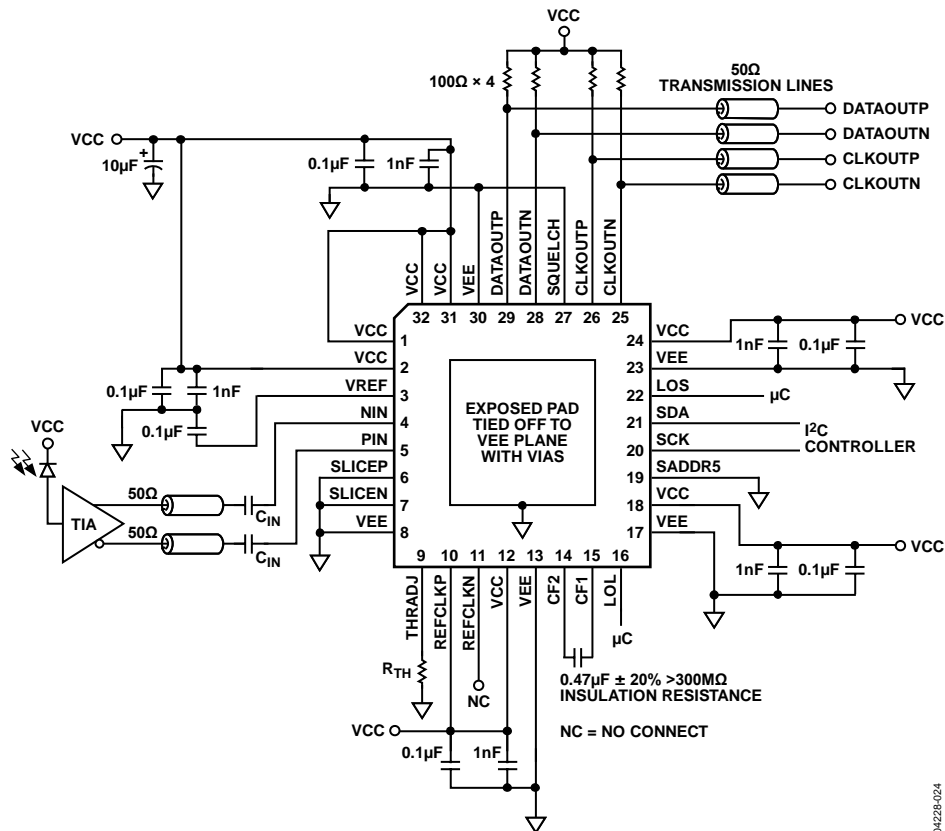 VCC
100Ω × 4
50Ω
TRANSMISSION LINES
DATAOUTP
DATAOUTN
CLKOUTP
CLKOUTN
VCC
10µF
+
0.1µF
1nF
VCC
VCC
VEE
DATAOUTP
DATAOUTN
SQUELCH
CLKOUTP
CLKOUTN
32
31
30
29
28
27
26
25
VCC
1
VCC
2
VREF
3
NIN
4
PIN
5
SLICEP
6
SLICEN
7
VEE
8
0.1µF
1nF
0.1µF
VCC
TIA
50Ω
CIN
50Ω
CIN
EXPOSED PAD
TIED OFF TO
VEE PLANE
WITH VIAS
24
VCC
23
VEE
22
LOS
21
SDA
20
SCK
19
SADDR5
18
VCC
17
VEE
VCC
1nF
0.1µF
µC
I2C
CONTROLLER
VCC
1nF
0.1µF
9
10
11
12
13
14
15
16
THRADJ
REFCLKP
REFCLKN
VCC
VEE
CF2
CF1
LOL
RTH
NC
µC
0.47µF ± 20% >300MΩ
INSULATION RESISTANCE
VCC
0.1µF
1nF
NC = NO CONNECT
04228-024